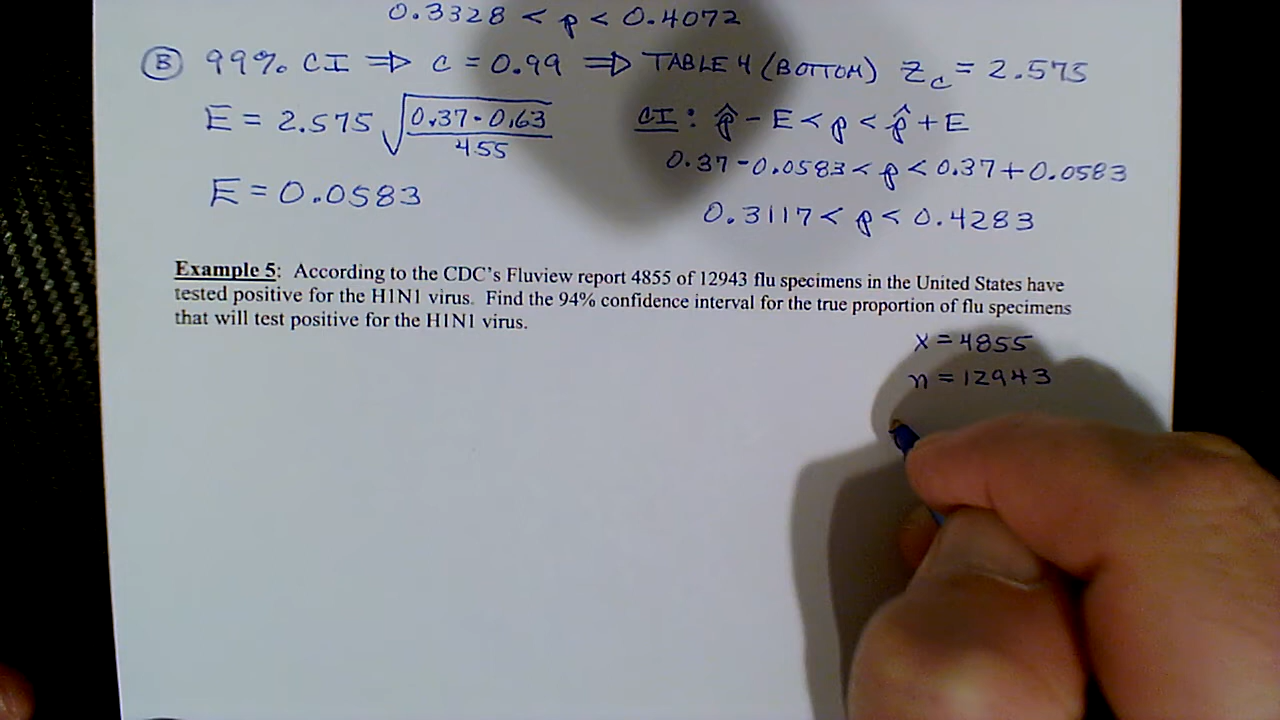 0.3328 < p < 0.4072
B 99% CI ⇒ c = 0.99 ⇒ TABLE 4 (BOTTOM) z_c = 2.575
E = 2.575 √(0.37 · 0.63 / 455)
CI: p̂ - E < p < p̂ + E
0.37 - 0.0583 < p < 0.37 + 0.0583
E = 0.0583
0.3117 < p < 0.4283
Example 5: According to the CDC's Fluview report 4855 of 12943 flu specimens in the United States have
tested positive for the H1N1 virus. Find the 94% confidence interval for the true proportion of flu specimens
that will test positive for the H1N1 virus.
x = 4855
n = 12943